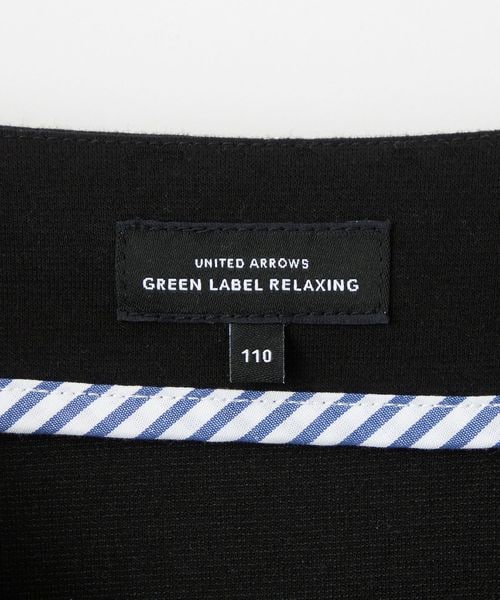 UNITED ARROWS
GREEN LABEL RELAXING
110